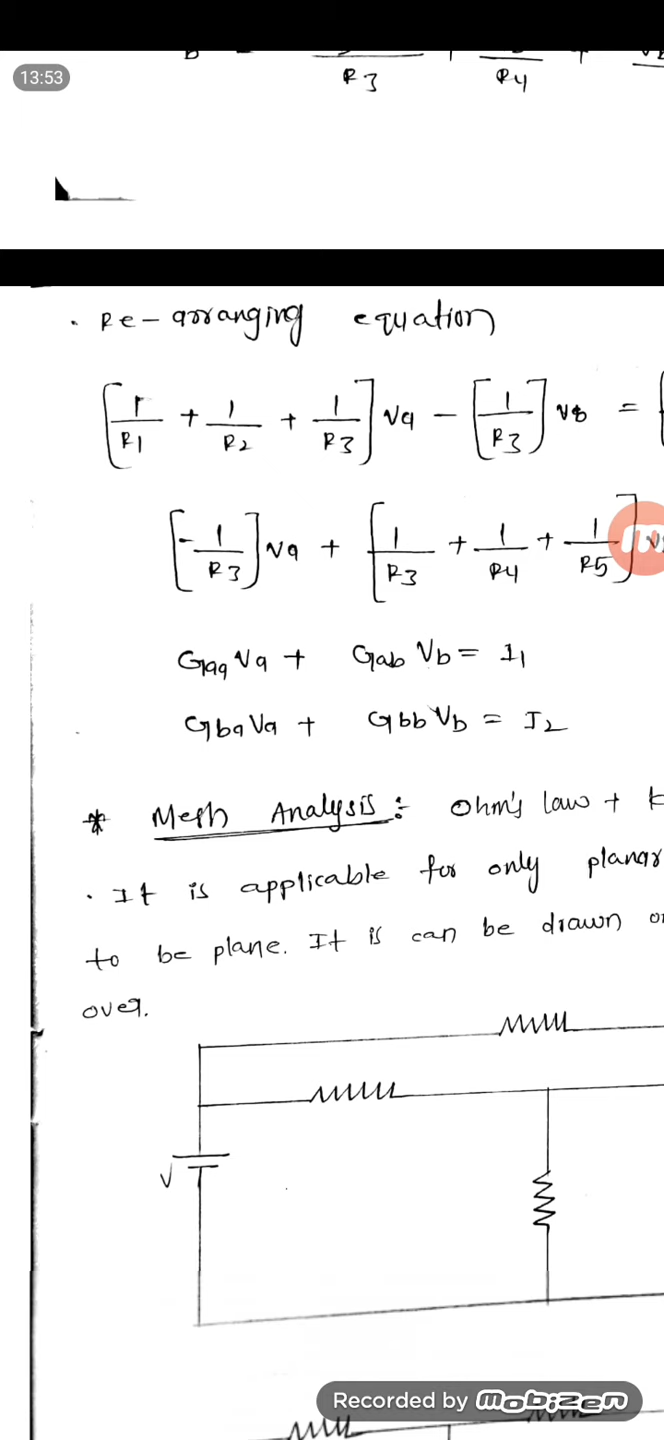 13:53
R3 R4
. Re-arranging equation
[1/R1 + 1/R2 + 1/R3] Va - [1/R3] VB =
[-1/R3] Va + [1/R3 + 1/R4 + 1/R5]
Gaa Va + Gab Vb = I1
Gba Va + Gbb Vb = I2
* Mesh Analysis:- Ohm's law +
. It is applicable for only planar
to be plane. It is can be drawn
over.
V
Recorded by mobizen